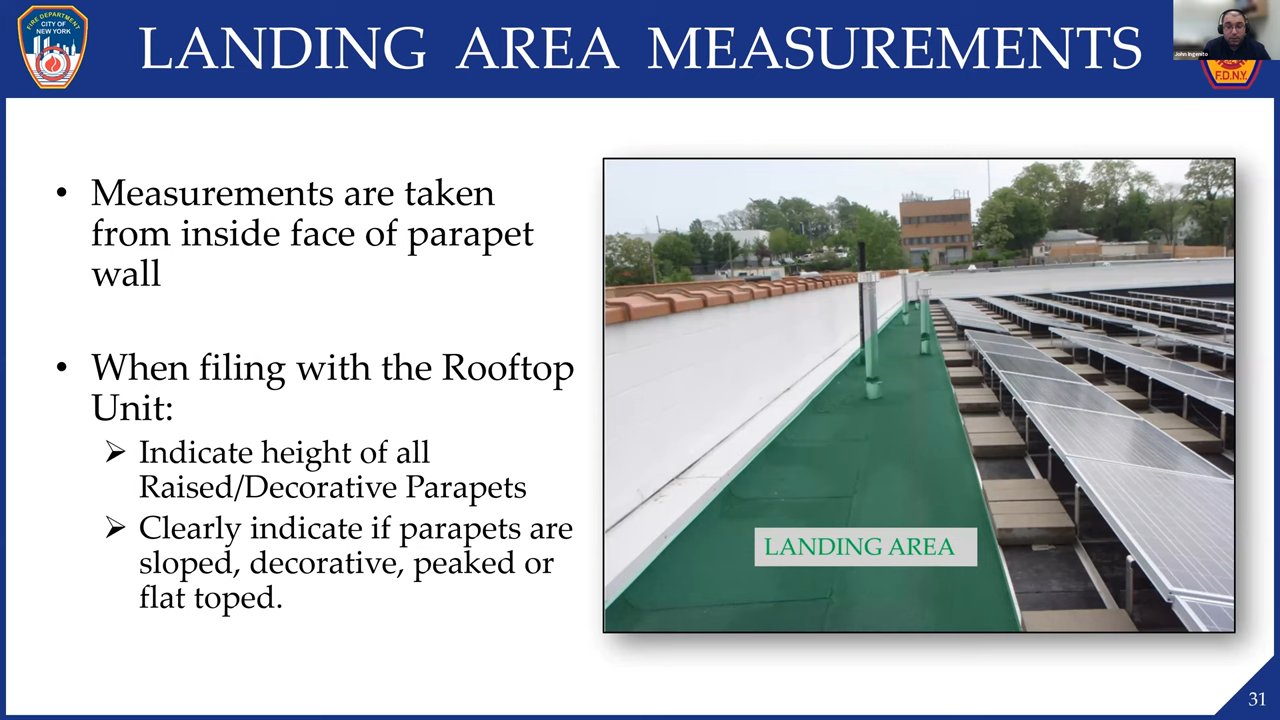 FIRE DEPARTMENT
CITY OF
NEW YORK
LANDING AREA MEASUREMENTS
John Ingenito
F.D.N.Y.
• Measurements are taken
from inside face of parapet
wall
• When filing with the Rooftop
Unit:
➢ Indicate height of all
Raised/Decorative Parapets
➢ Clearly indicate if parapets are
sloped, decorative, peaked or
flat toped.
LANDING AREA
31